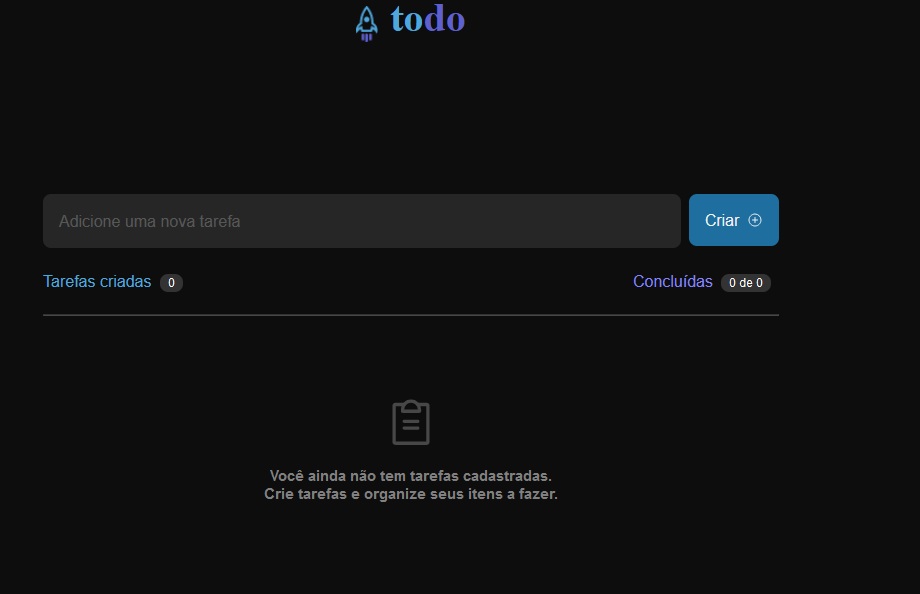 todo
Adicione uma nova tarefa
Criar
Tarefas criadas 0
Concluídas 0 de 0
Você ainda não tem tarefas cadastradas.
Crie tarefas e organize seus itens a fazer.